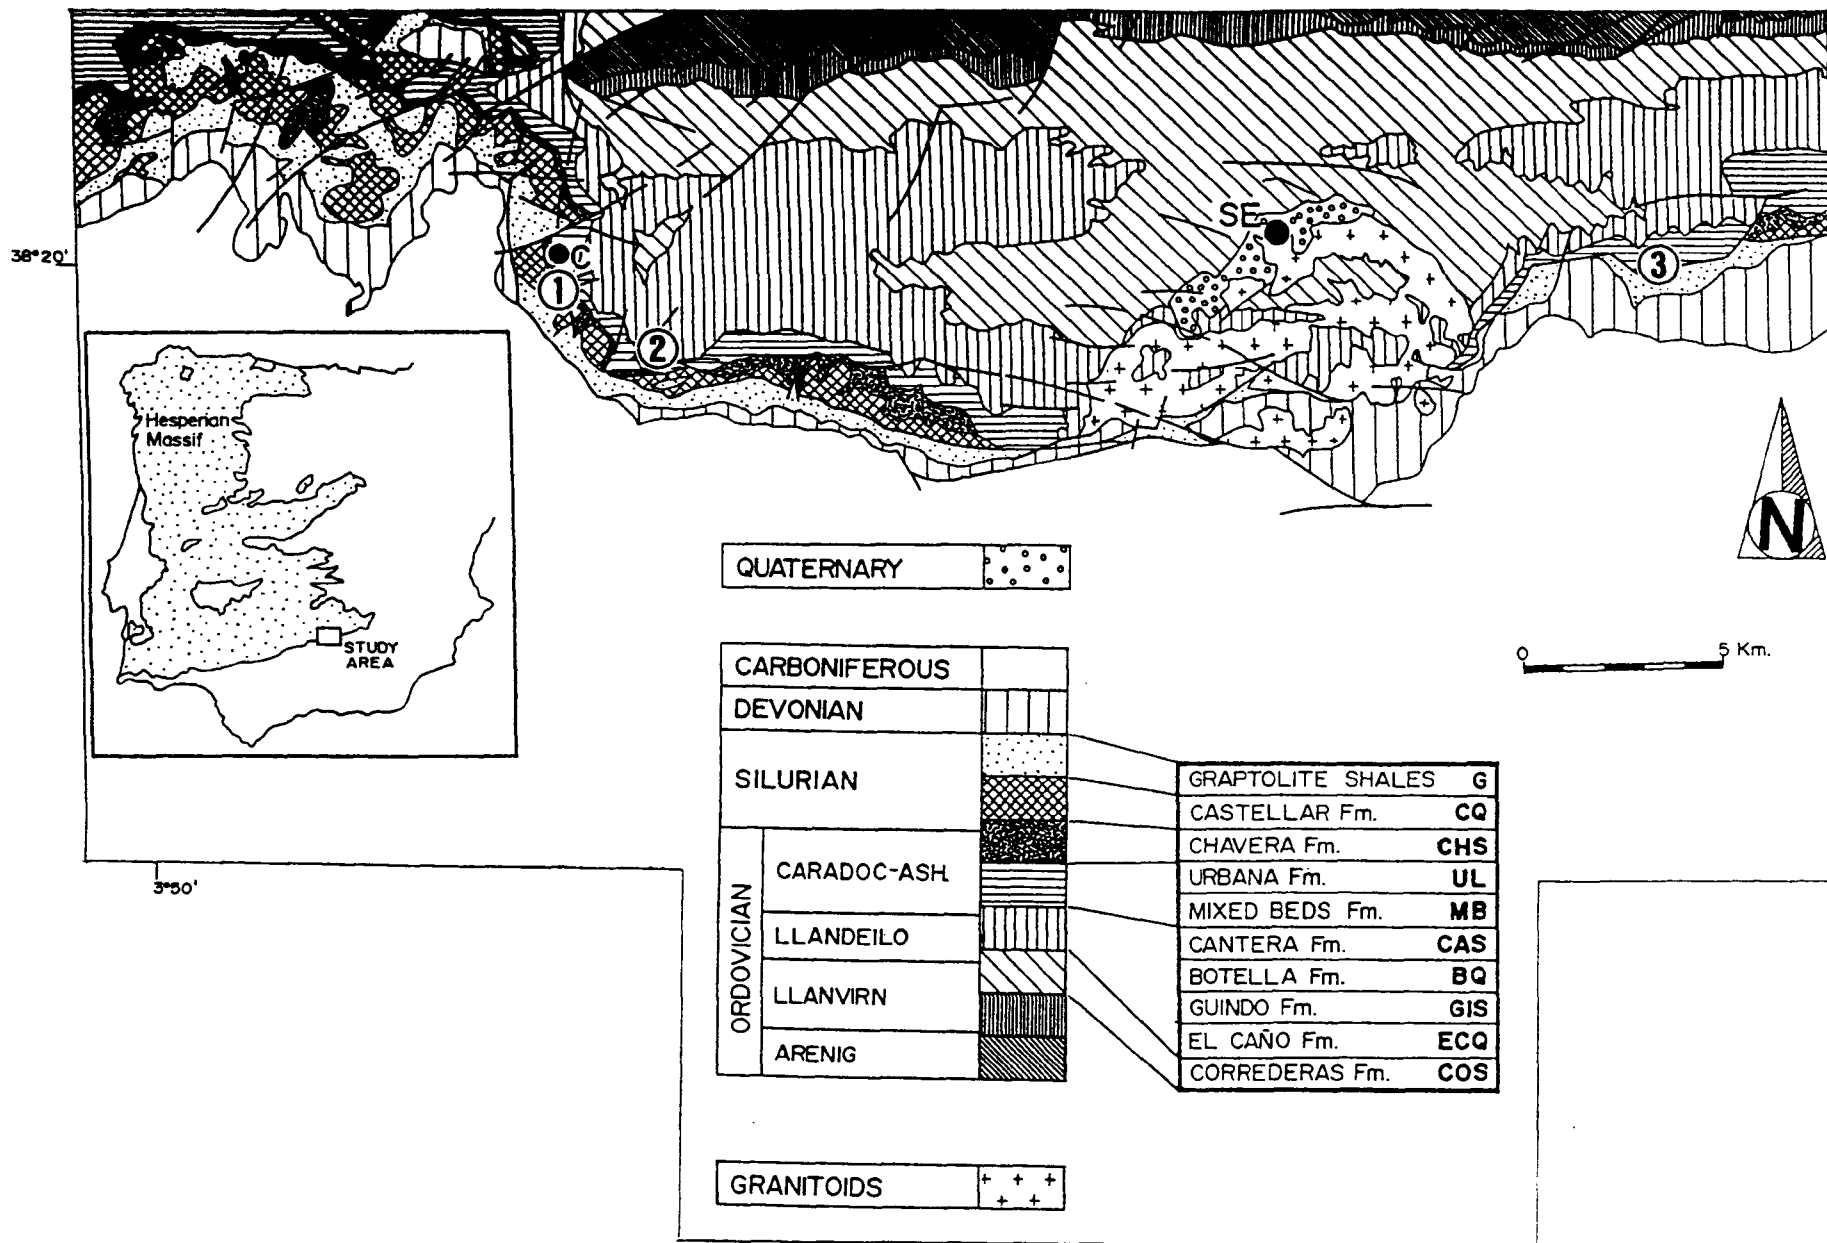 SE
38°20'
C
1
2
3
Hesperian
Massif
STUDY
AREA
N
QUATERNARY
0 5 Km.
CARBONIFEROUS
DEVONIAN
SILURIAN
ORDOVICIAN
CARADOC-ASH.
LLANDEILO
LLANVIRN
ARENIG
GRAPTOLITE SHALES G
CASTELLAR Fm. CQ
CHAVERA Fm. CHS
URBANA Fm. UL
MIXED BEDS Fm. MB
CANTERA Fm. CAS
BOTELLA Fm. BQ
GUINDO Fm. GIS
EL CAÑO Fm. ECQ
CORREDERAS Fm. COS
3°50'
GRANITOIDS